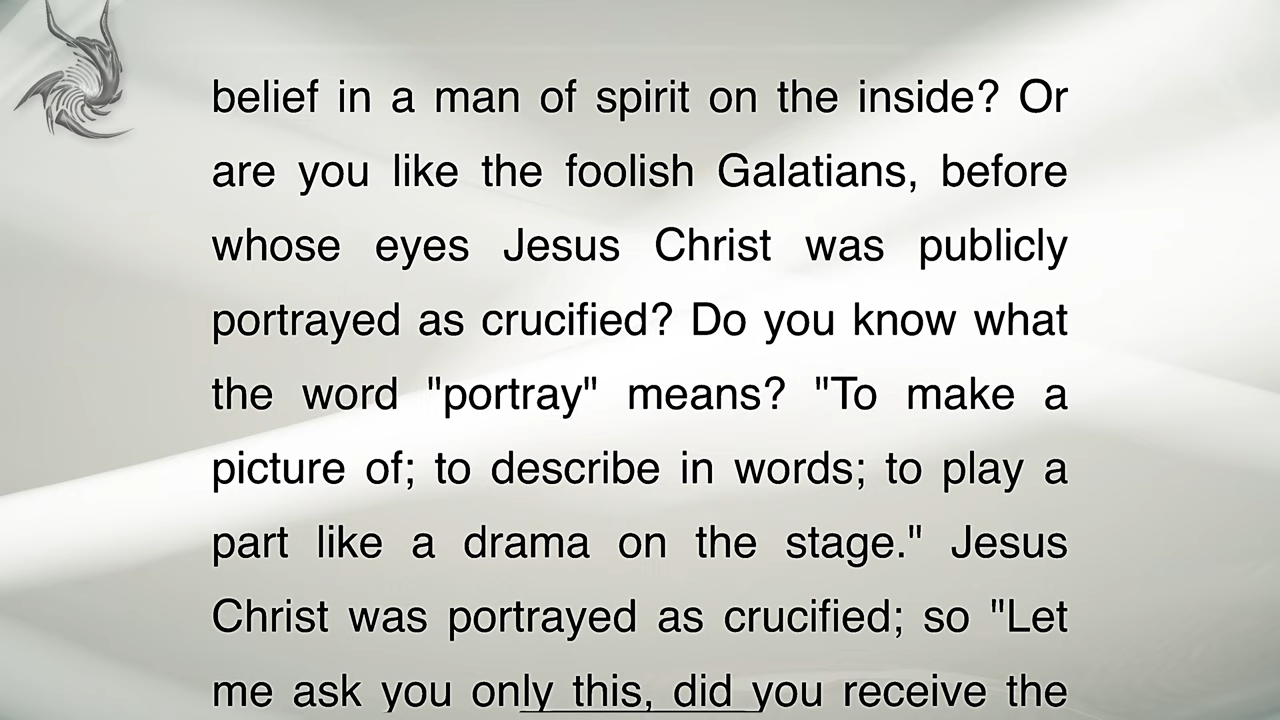 belief in a man of spirit on the inside? Or
are you like the foolish Galatians, before
whose eyes Jesus Christ was publicly
portrayed as crucified? Do you know what
the word "portray" means? "To make a
picture of; to describe in words; to play a
part like a drama on the stage." Jesus
Christ was portrayed as crucified; so "Let
me ask you only this, did you receive the